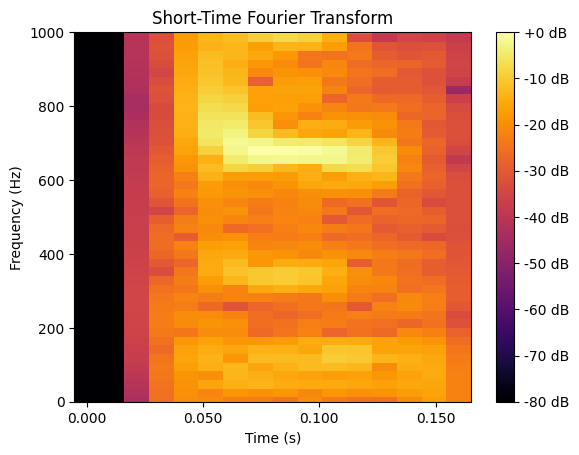 Short-Time Fourier Transform
1000
800
600
400
200
0
Frequency (Hz)
0.000
0.050
0.100
0.150
Time (s)
+0 dB
-10 dB
-20 dB
-30 dB
-40 dB
-50 dB
-60 dB
-70 dB
-80 dB